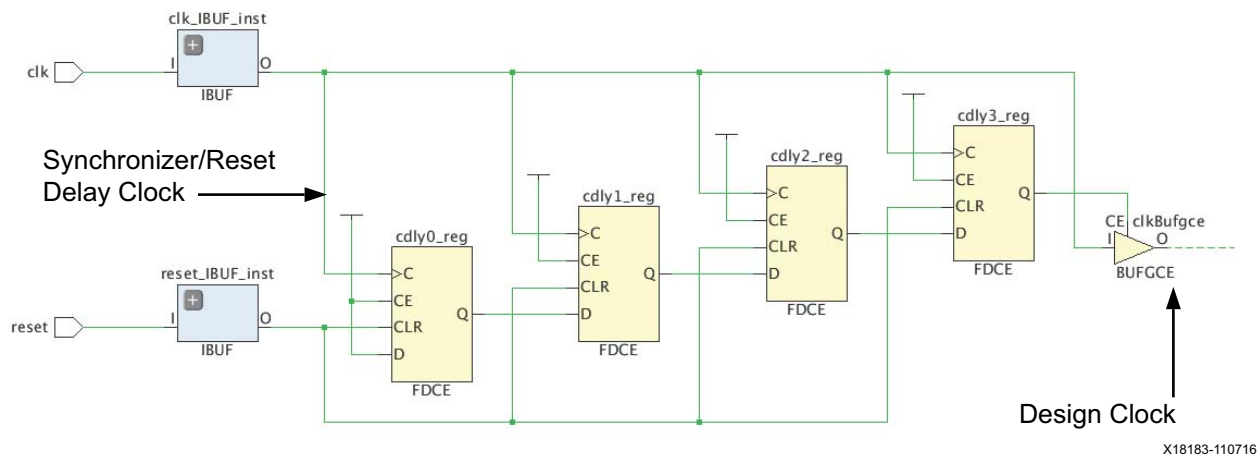 clk_IBUF_inst
clk
I
O
IBUF
Synchronizer/Reset
Delay Clock
cdly0_reg
C
CE
CLR
D
Q
FDCE
cdly1_reg
C
CE
CLR
D
Q
FDCE
cdly2_reg
C
CE
CLR
D
Q
FDCE
cdly3_reg
C
CE
CLR
D
Q
FDCE
CE clkBufgce
I
O
BUFGCE
reset_IBUF_inst
reset
I
O
IBUF
Design Clock
X18183-110716